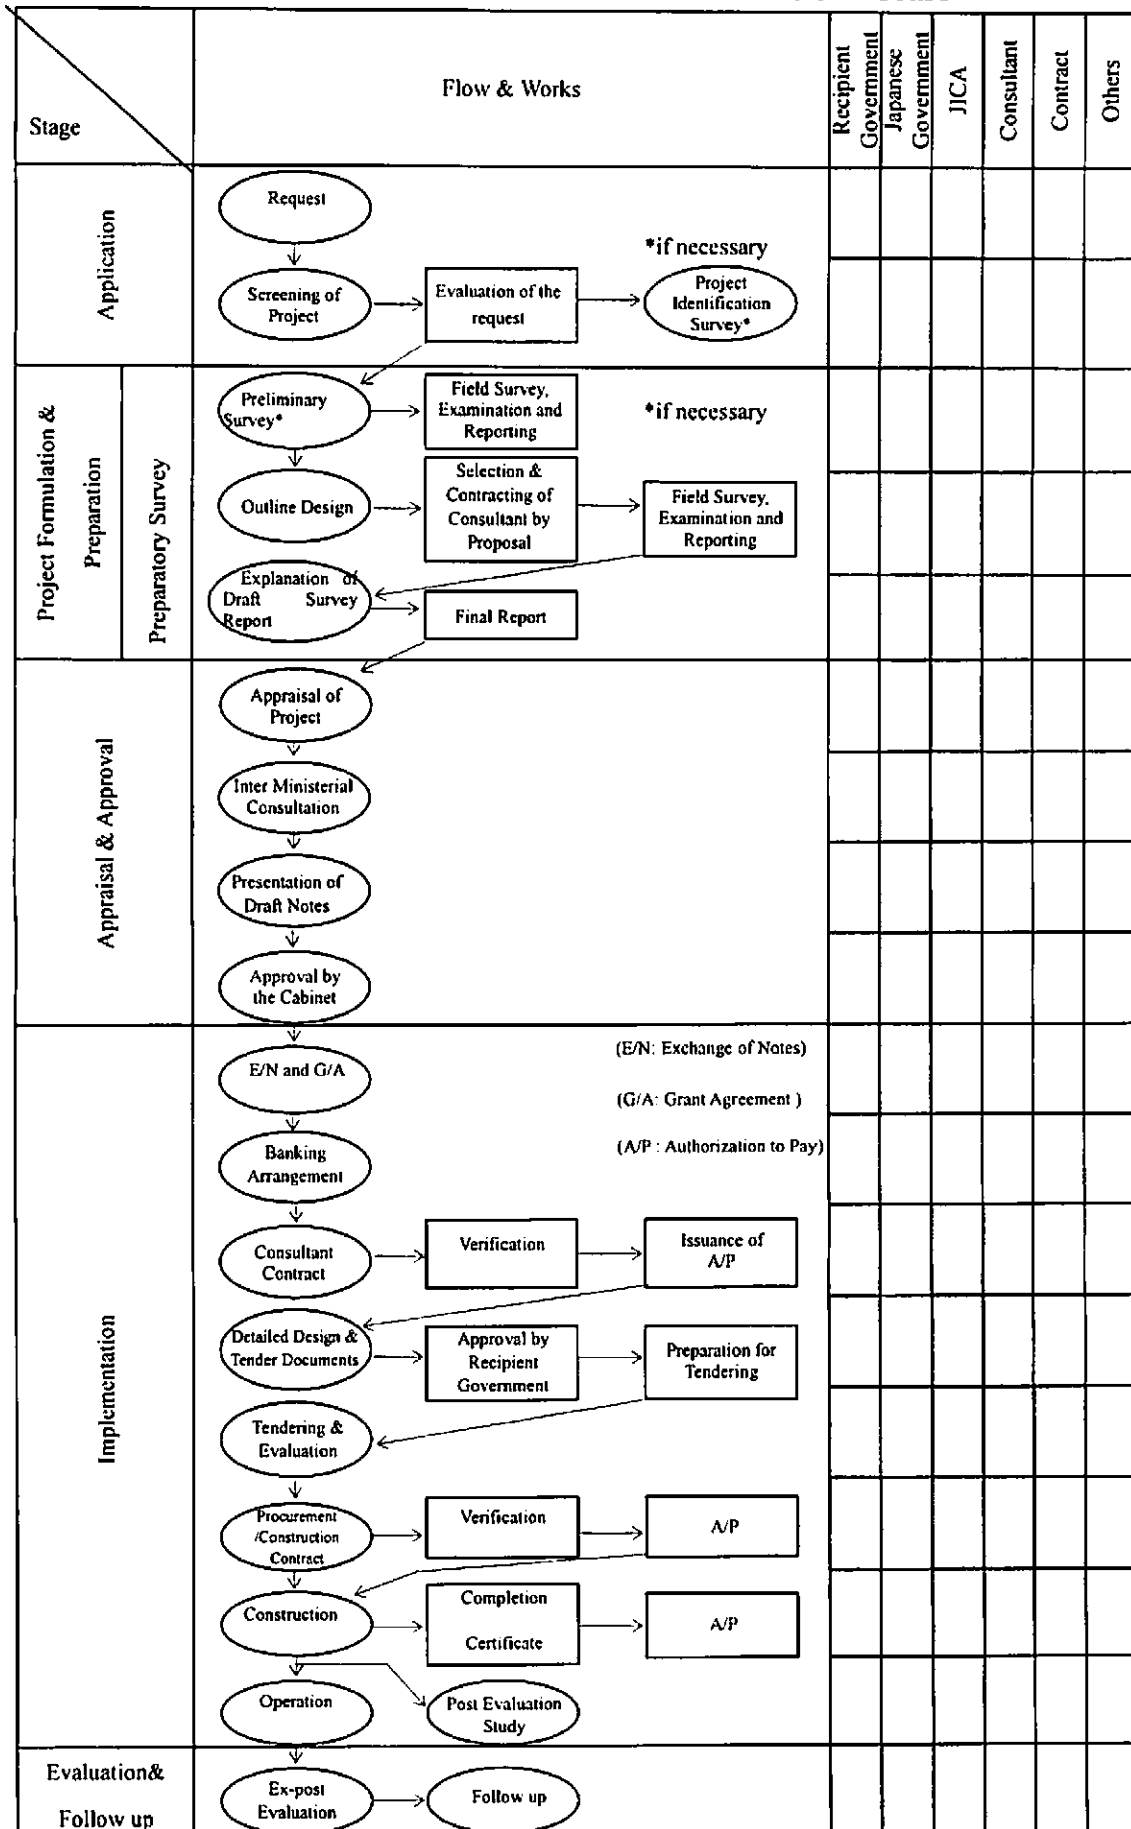 Stage
Flow & Works
Recipient
Government
Japanese
Government
JICA
Consultant
Contract
Others
Application
Request
*if necessary
Screening of
Project
Evaluation of the
request
Project
Identification
Survey*
Project Formulation &
Preparation
Preparatory Survey
Preliminary
Survey*
Field Survey,
Examination and
Reporting
*if necessary
Outline Design
Selection &
Contracting of
Consultant by
Proposal
Field Survey,
Examination and
Reporting
Explanation of
Draft Survey
Report
Final Report
Appraisal & Approval
Appraisal of
Project
Inter Ministerial
Consultation
Presentation of
Draft Notes
Approval by
the Cabinet
Implementation
E/N and G/A
(E/N: Exchange of Notes)
(G/A: Grant Agreement )
(A/P : Authorization to Pay)
Banking
Arrangement
Consultant
Contract
Verification
Issuance of
A/P
Detailed Design &
Tender Documents
Approval by
Recipient
Government
Preparation for
Tendering
Tendering &
Evaluation
Procurement
/Construction
Contract
Verification
A/P
Construction
Completion
Certificate
A/P
Operation
Post Evaluation
Study
Evaluation&
Follow up
Ex-post
Evaluation
Follow up